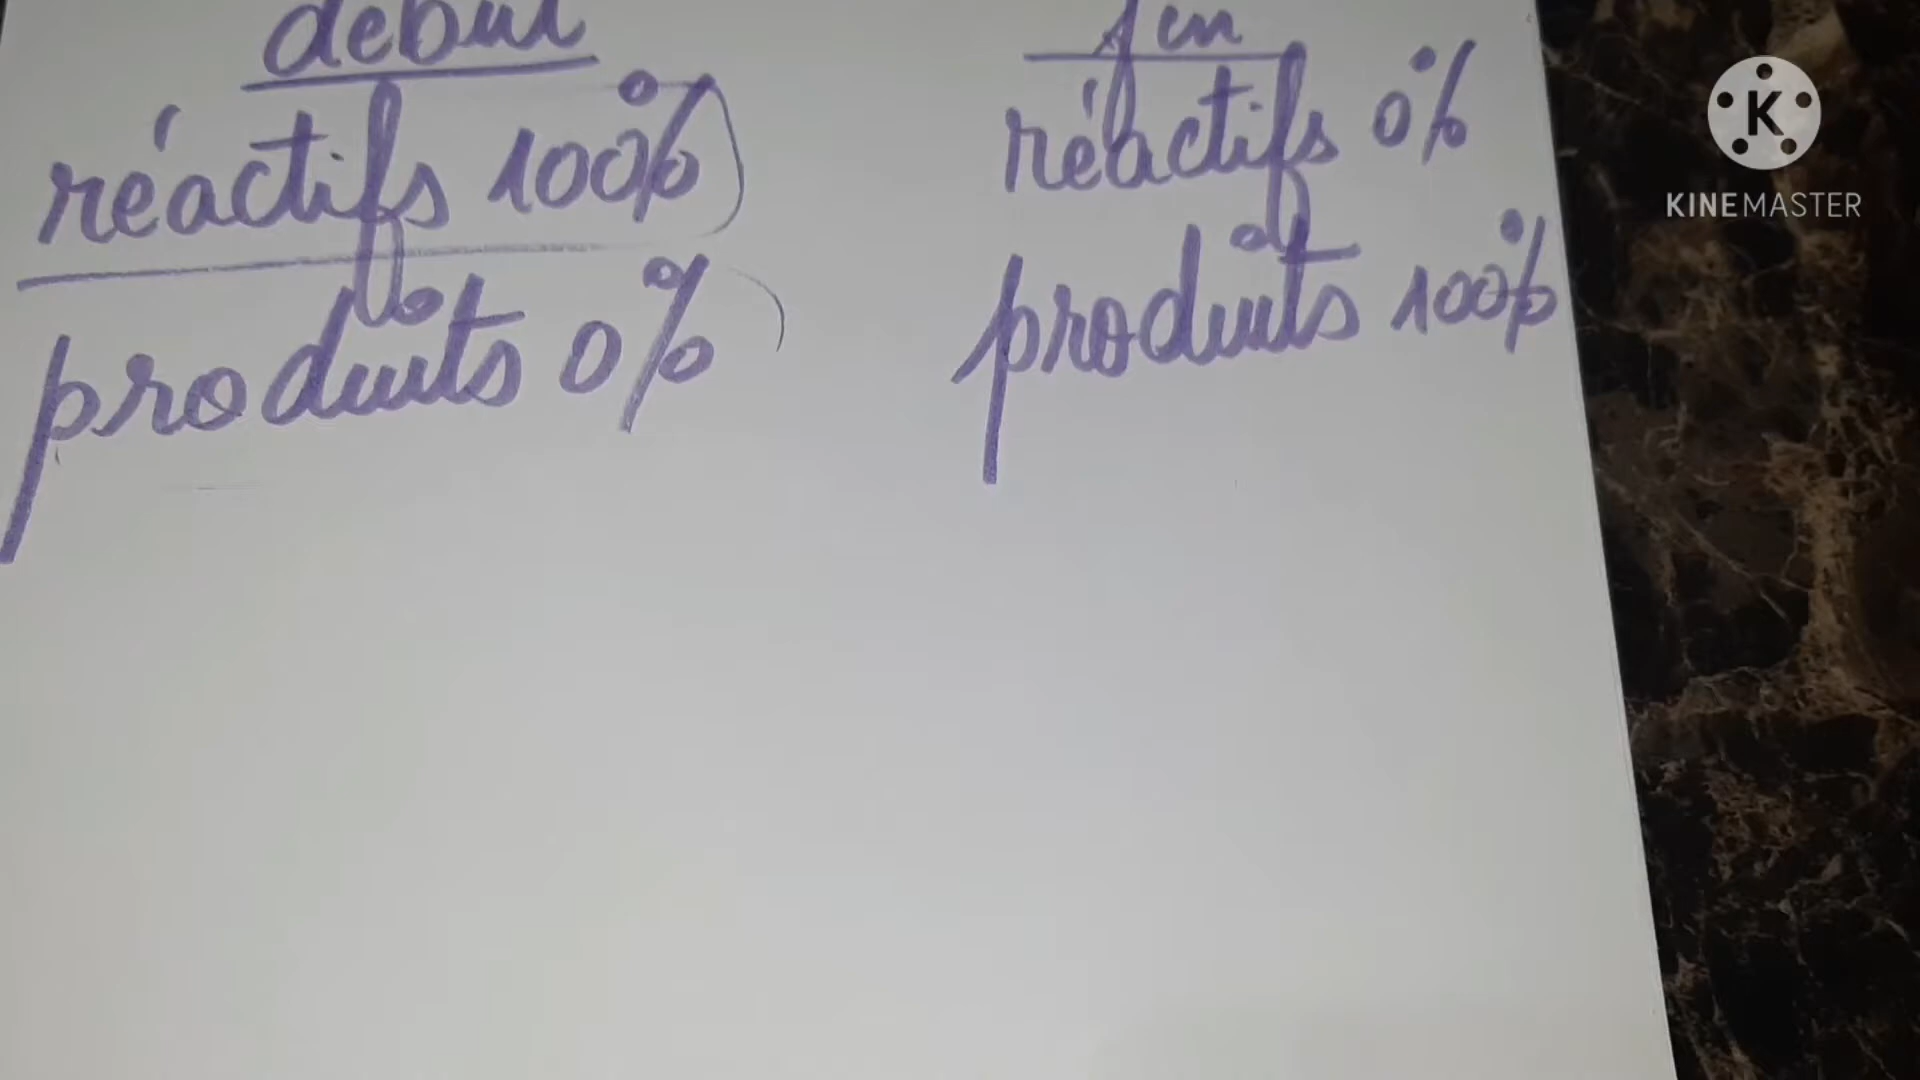 début
réactifs 100%
produits 0%
fin
réactifs 0%
produits 100%
K
KINEMASTER